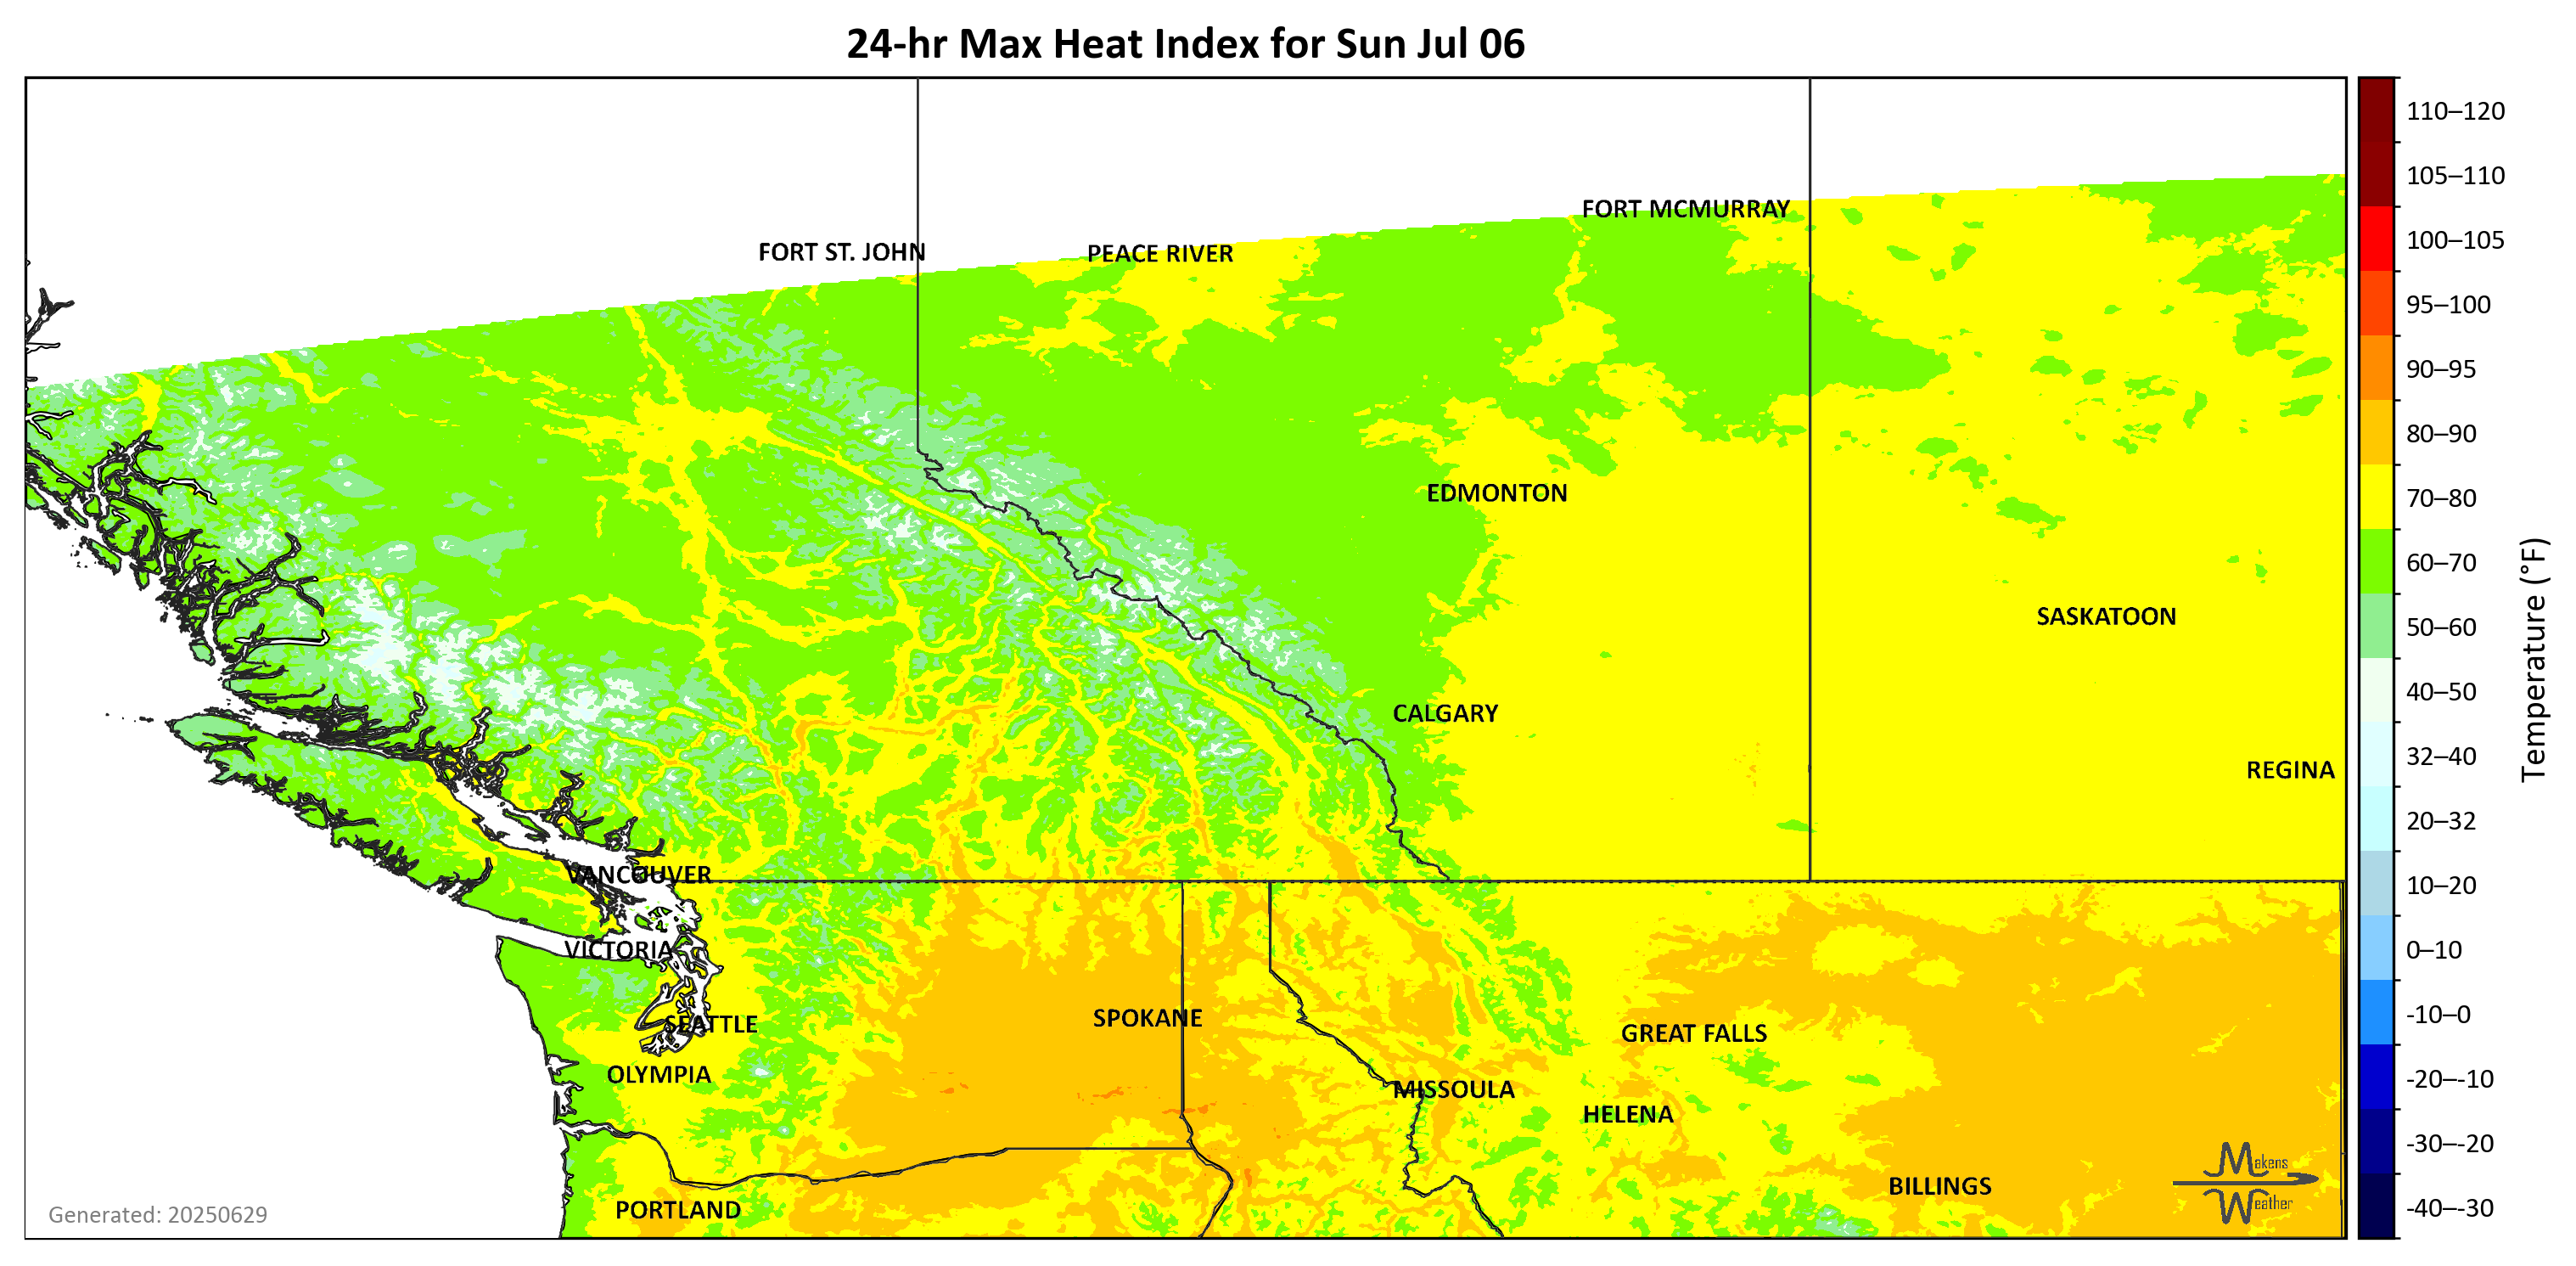 24-hr Max Heat Index for Sun Jul 06
FORT MCMURRAY
FORT ST. JOHN
PEACE RIVER
EDMONTON
SASKATOON
CALGARY
REGINA
VANCOUVER
VICTORIA
SEATTLE
SPOKANE
GREAT FALLS
OLYMPIA
MISSOULA
HELENA
BILLINGS
PORTLAND
Makens
Weather
Generated: 20250629
110–120
105–110
100–105
95–100
90–95
80–90
70–80
60–70
50–60
40–50
32–40
20–32
10–20
0–10
-10–0
-20–-10
-30–-20
-40–-30
Temperature (°F)